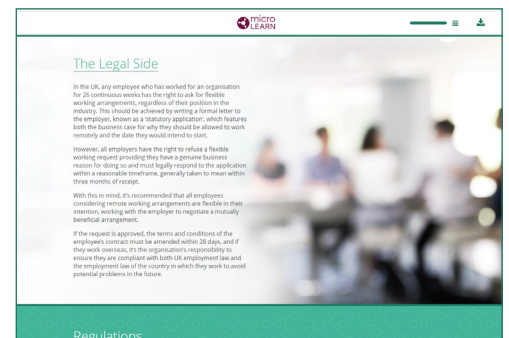 micro
LEARN
The Legal Side
In the UK, any employee who has worked for an organisation
for 26 continuous weeks has the right to ask for flexible
working arrangements, regardless of their position in the
industry. This should be achieved by writing a formal letter to
the employer, known as a 'statutory application', which features
both the business case for why they should be allowed to work
remotely and the date they would intend to start.
However, all employers have the right to refuse a flexible
working request providing they have a genuine business
reason for doing so and must legally respond to the application
within a reasonable timeframe, generally taken to mean within
three months of receipt.
With this in mind, it's recommended that all employees
considering remote working arrangements are flexible in their
intention, working with the employer to negotiate a mutually
beneficial arrangement.
If the request is approved, the terms and conditions of the
employee's contract must be amended within 28 days, and if
they work overseas, it's the organisation's responsibility to
ensure they are compliant with both UK employment law and
the employment law of the country in which they work to avoid
potential problems in the future.
Regulations